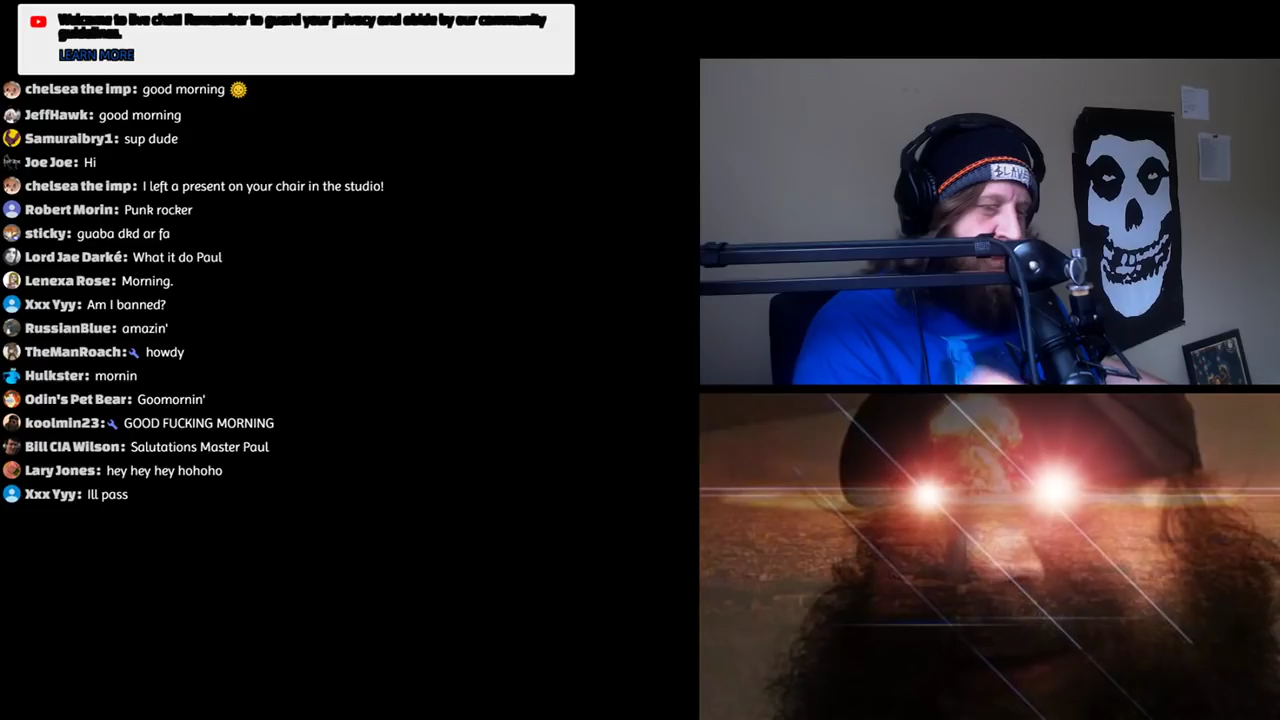 Welcome to live chat! Remember to guard your privacy and abide by our community
guidelines.
LEARN MORE
chelsea the imp: good morning 🌞
JeffHawk: good morning
Samuraibry1: sup dude
Joe Joe: Hi
chelsea the imp: I left a present on your chair in the studio!
Robert Morin: Punk rocker
sticky: guaba dkd ar fa
Lord Jae Darké: What it do Paul
Lenexa Rose: Morning.
Xxx Yyy: Am I banned?
RussianBlue: amazin'
TheManRoach: howdy
Hulkster: mornin
Odin's Pet Bear: Goomornin'
koolmin23: GOOD FUCKING MORNING
Bill CIA Wilson: Salutations Master Paul
Lary Jones: hey hey hey hohoho
Xxx Yyy: Ill pass
SLAVE